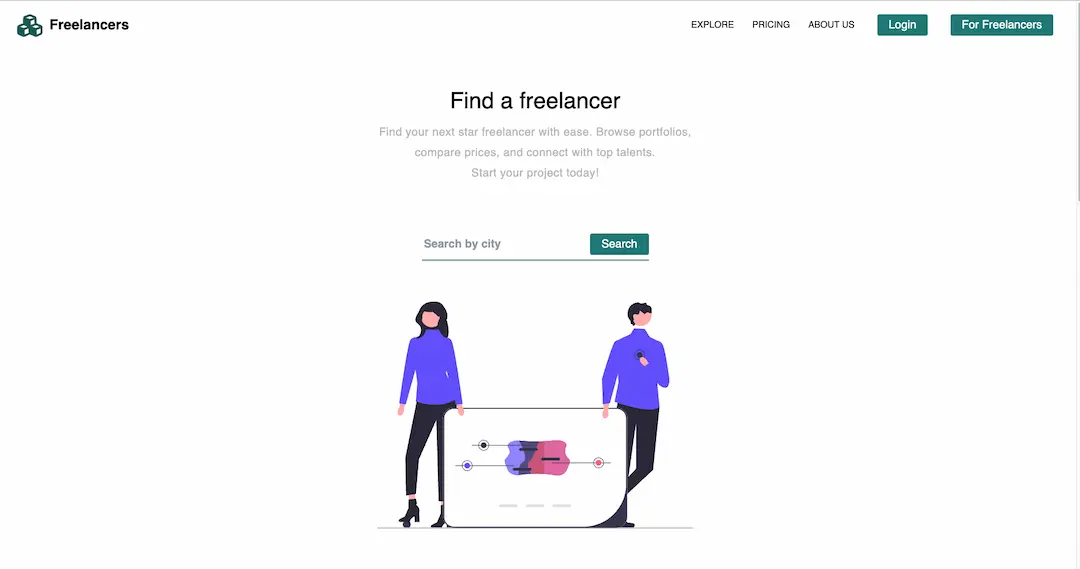 Freelancers
EXPLORE
PRICING
ABOUT US
Login
For Freelancers
Find a freelancer
Find your next star freelancer with ease. Browse portfolios,
compare prices, and connect with top talents.
Start your project today!
Search by city
Search